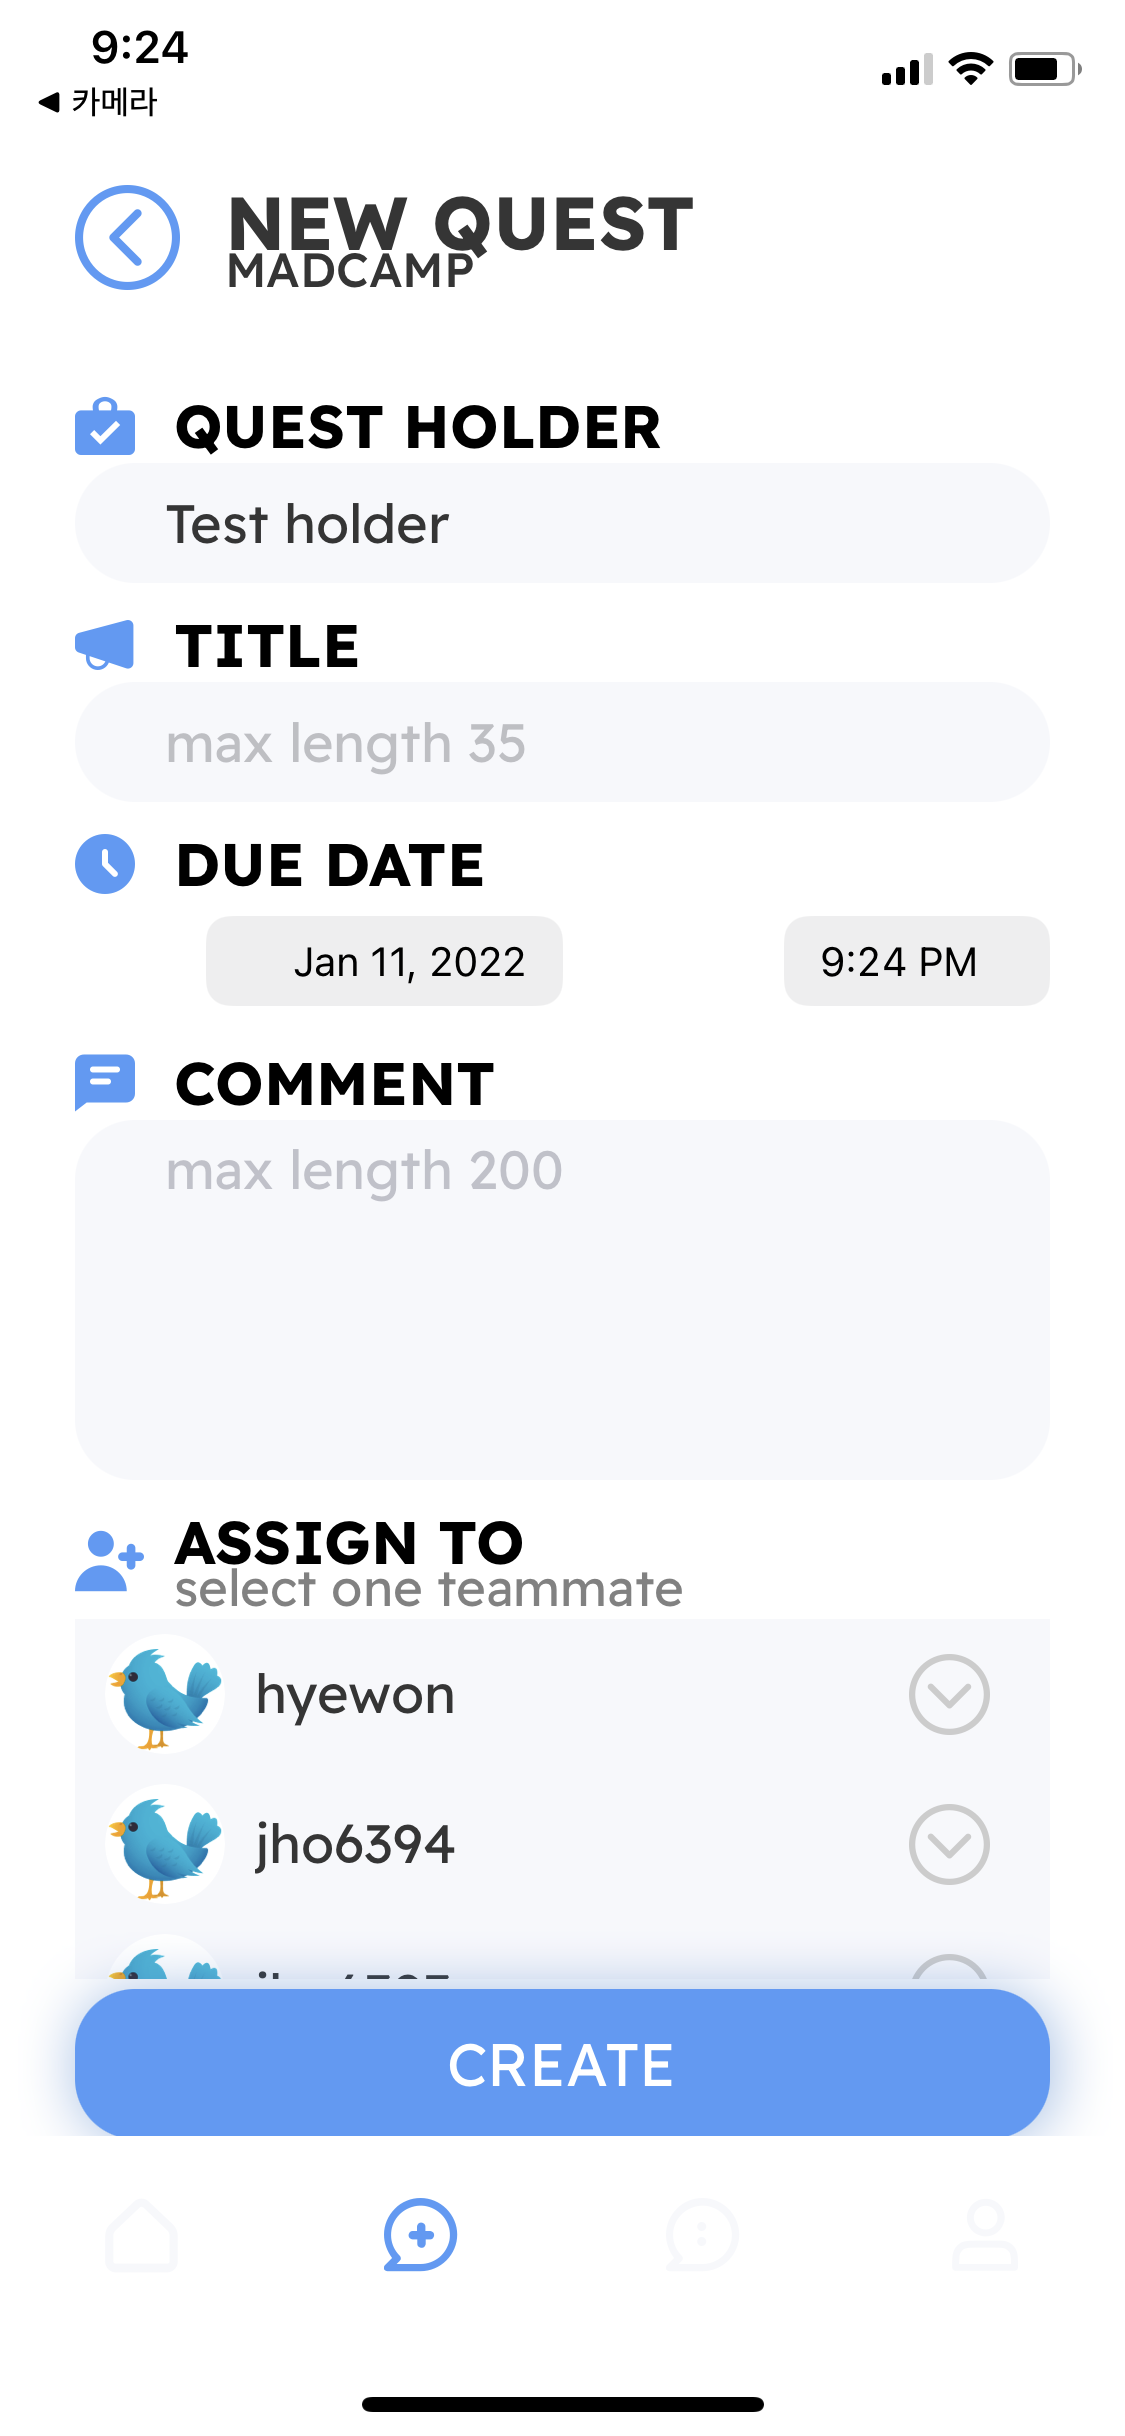 9:24
◀ 카메라
NEW QUEST
MADCAMP
QUEST HOLDER
Test holder
TITLE
max length 35
DUE DATE
Jan 11, 2022
9:24 PM
COMMENT
max length 200
ASSIGN TO
select one teammate
hyewon
jho6394
CREATE